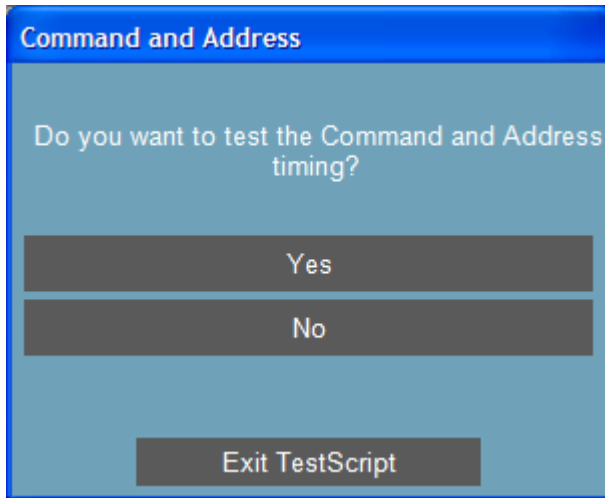 Command and Address
Do you want to test the Command and Address
timing?
Yes
No
Exit TestScript